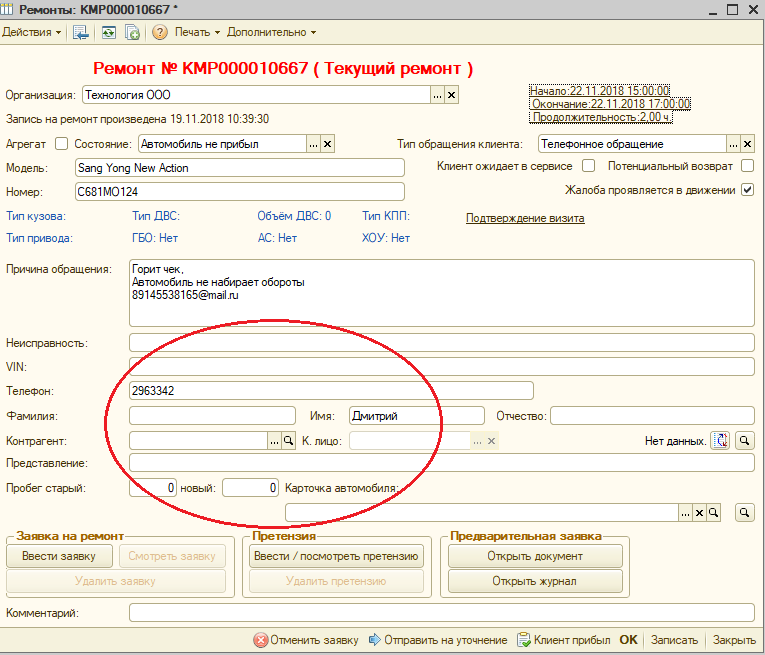 Ремонты: КМР000010667 *
Действия Печать Дополнительно
Ремонт № КМР000010667 ( Текущий ремонт )
Организация: Технология ООО ... x
Начало:22.11.2018 15:00:00
Окончание:22.11.2018 17:00:00
Продолжительность:2,00 ч.
Запись на ремонт произведена 19.11.2018 10:39:30
Агрегат Состояние: Автомобиль не прибыл ... x Тип обращения клиента: Телефонное обращение ... x
Модель: Sang Yong New Action Клиент ожидает в сервисе Потенциальный возврат
Номер: С681МО124 Жалоба проявляется в движении
Тип кузова: Тип ДВС: Объём ДВС: 0 Тип КПП: Подтверждение визита
Тип привода: ГБО: Нет АС: Нет ХОУ: Нет
Причина обращения: Горит чек,
Автомобиль не набирает обороты
89145538165@mail.ru
Неисправность:
VIN:
Телефон: 2963342
Фамилия: Имя: Дмитрий Отчество:
Контрагент: ... К. лицо: ... x Нет данных.
Представление:
Пробег старый: 0 новый: 0 Карточка автомобиля:
... x
Заявка на ремонт Претензия Предварительная заявка
Ввести заявку Смотреть заявку Ввести / посмотреть претензию Открыть документ
Удалить заявку Удалить претензию Открыть журнал
Комментарий:
Отменить заявку Отправить на уточнение Клиент прибыл OK Записать Закрыть